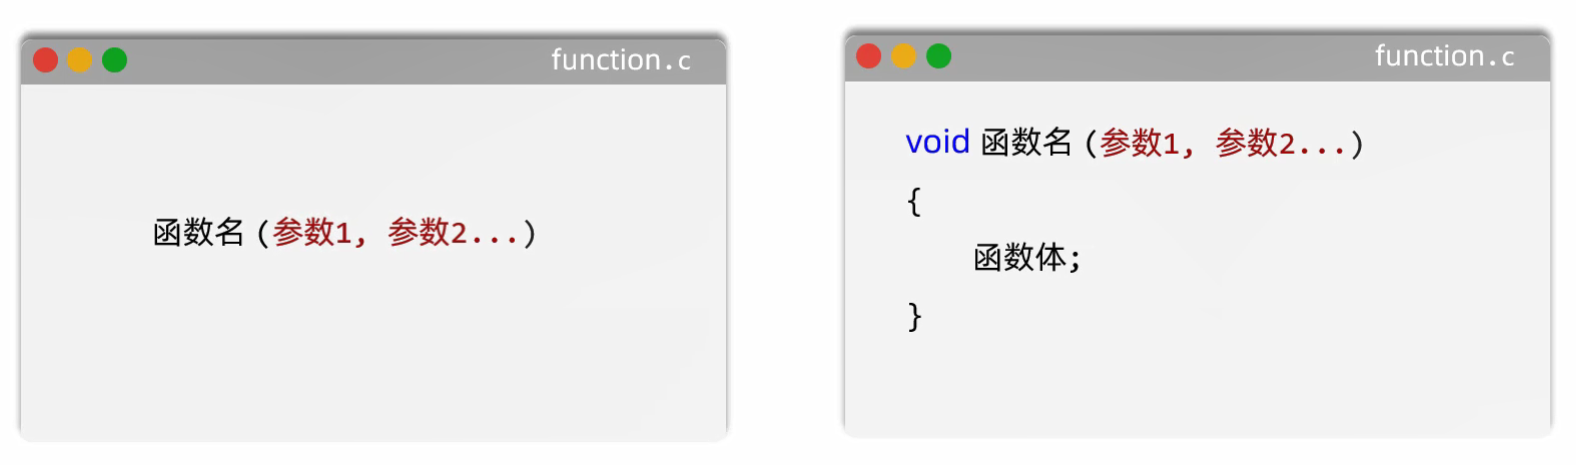 function.c
函数名(参数1, 参数2...)
function.c
void 函数名(参数1, 参数2...)
{
函数体;
}